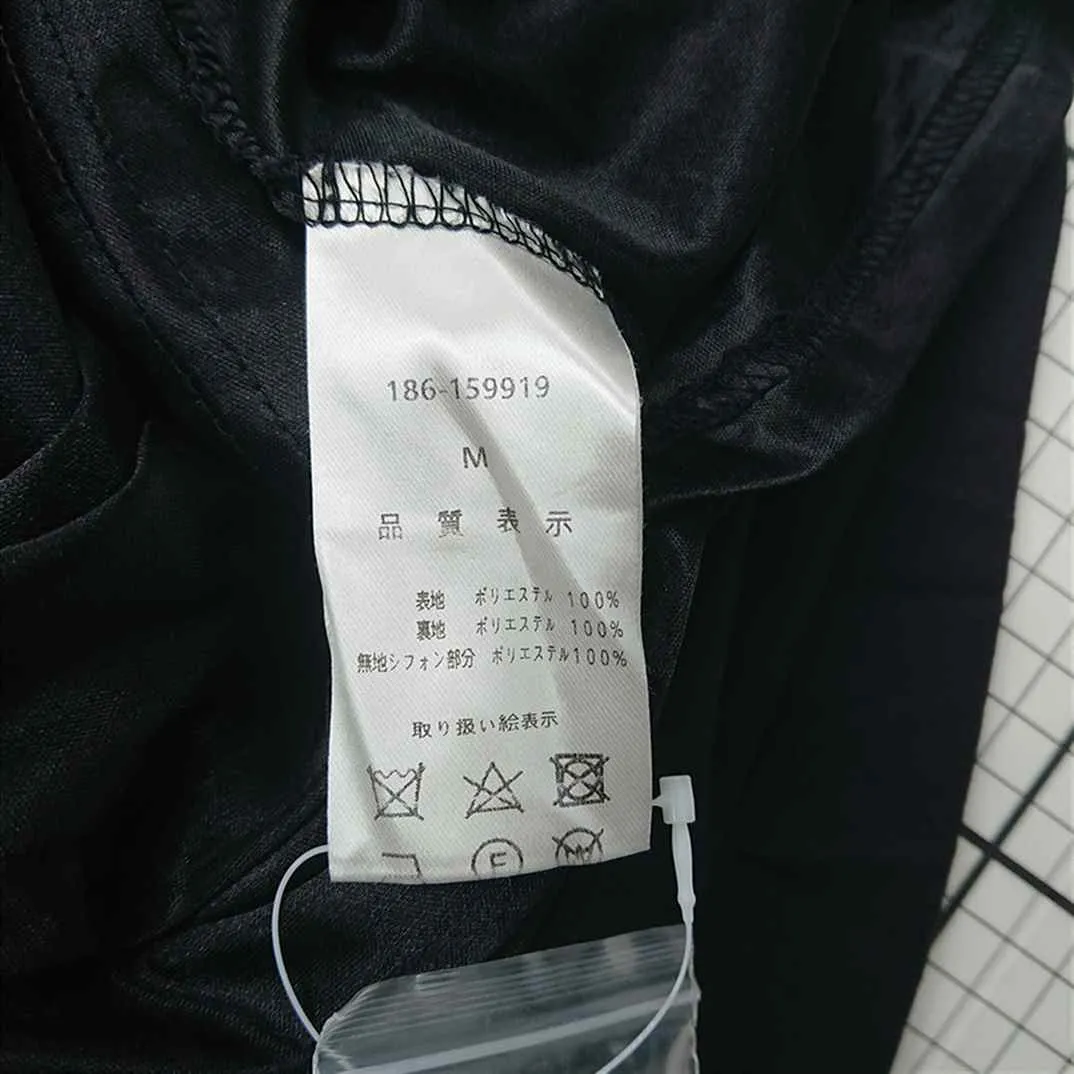 186-159919
M
品質表示
表地 ポリエステル 100%
裏地 ポリエステル 100%
無地シフォン部分 ポリエステル100%
取り扱い絵表示
F